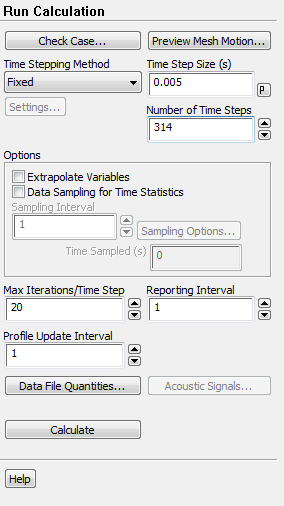 Run Calculation
Check Case... Preview Mesh Motion...
Time Stepping Method Time Step Size (s)
Fixed 0.005 P
Settings... Number of Time Steps
314
Options
Extrapolate Variables
Data Sampling for Time Statistics
Sampling Interval
1 Sampling Options...
Time Sampled (s) 0
Max Iterations/Time Step Reporting Interval
20 1
Profile Update Interval
1
Data File Quantities... Acoustic Signals...
Calculate
Help